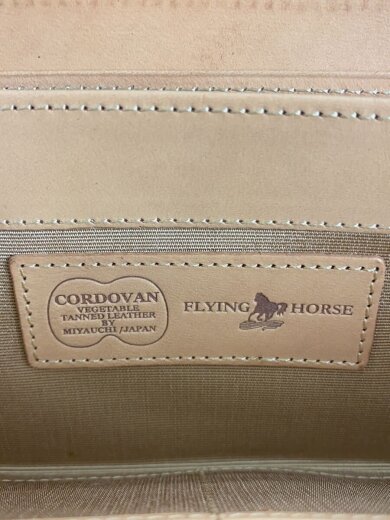 CORDOVAN
VEGETABLE
TANNED LEATHER
BY
MIYAUCHI/JAPAN
FLYING HORSE